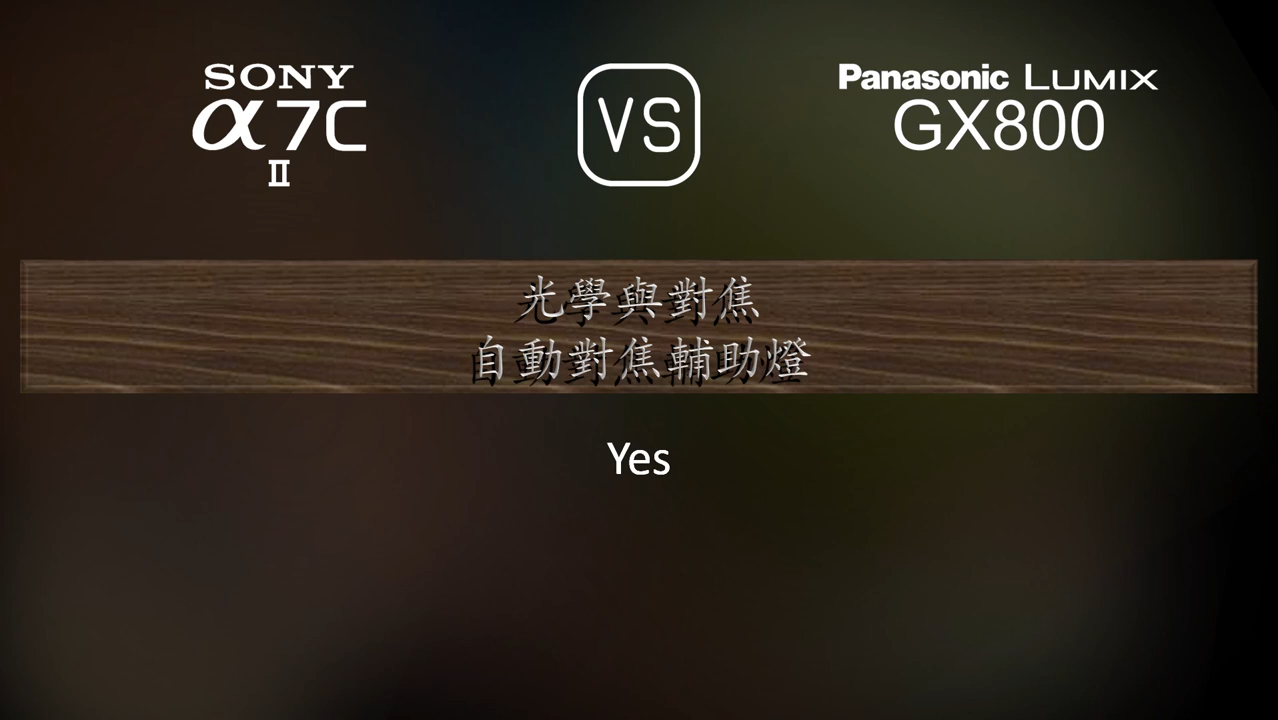 SONY
α7C
II
VS
Panasonic LUMIX
GX800
光學與對焦
自動對焦輔助燈
Yes